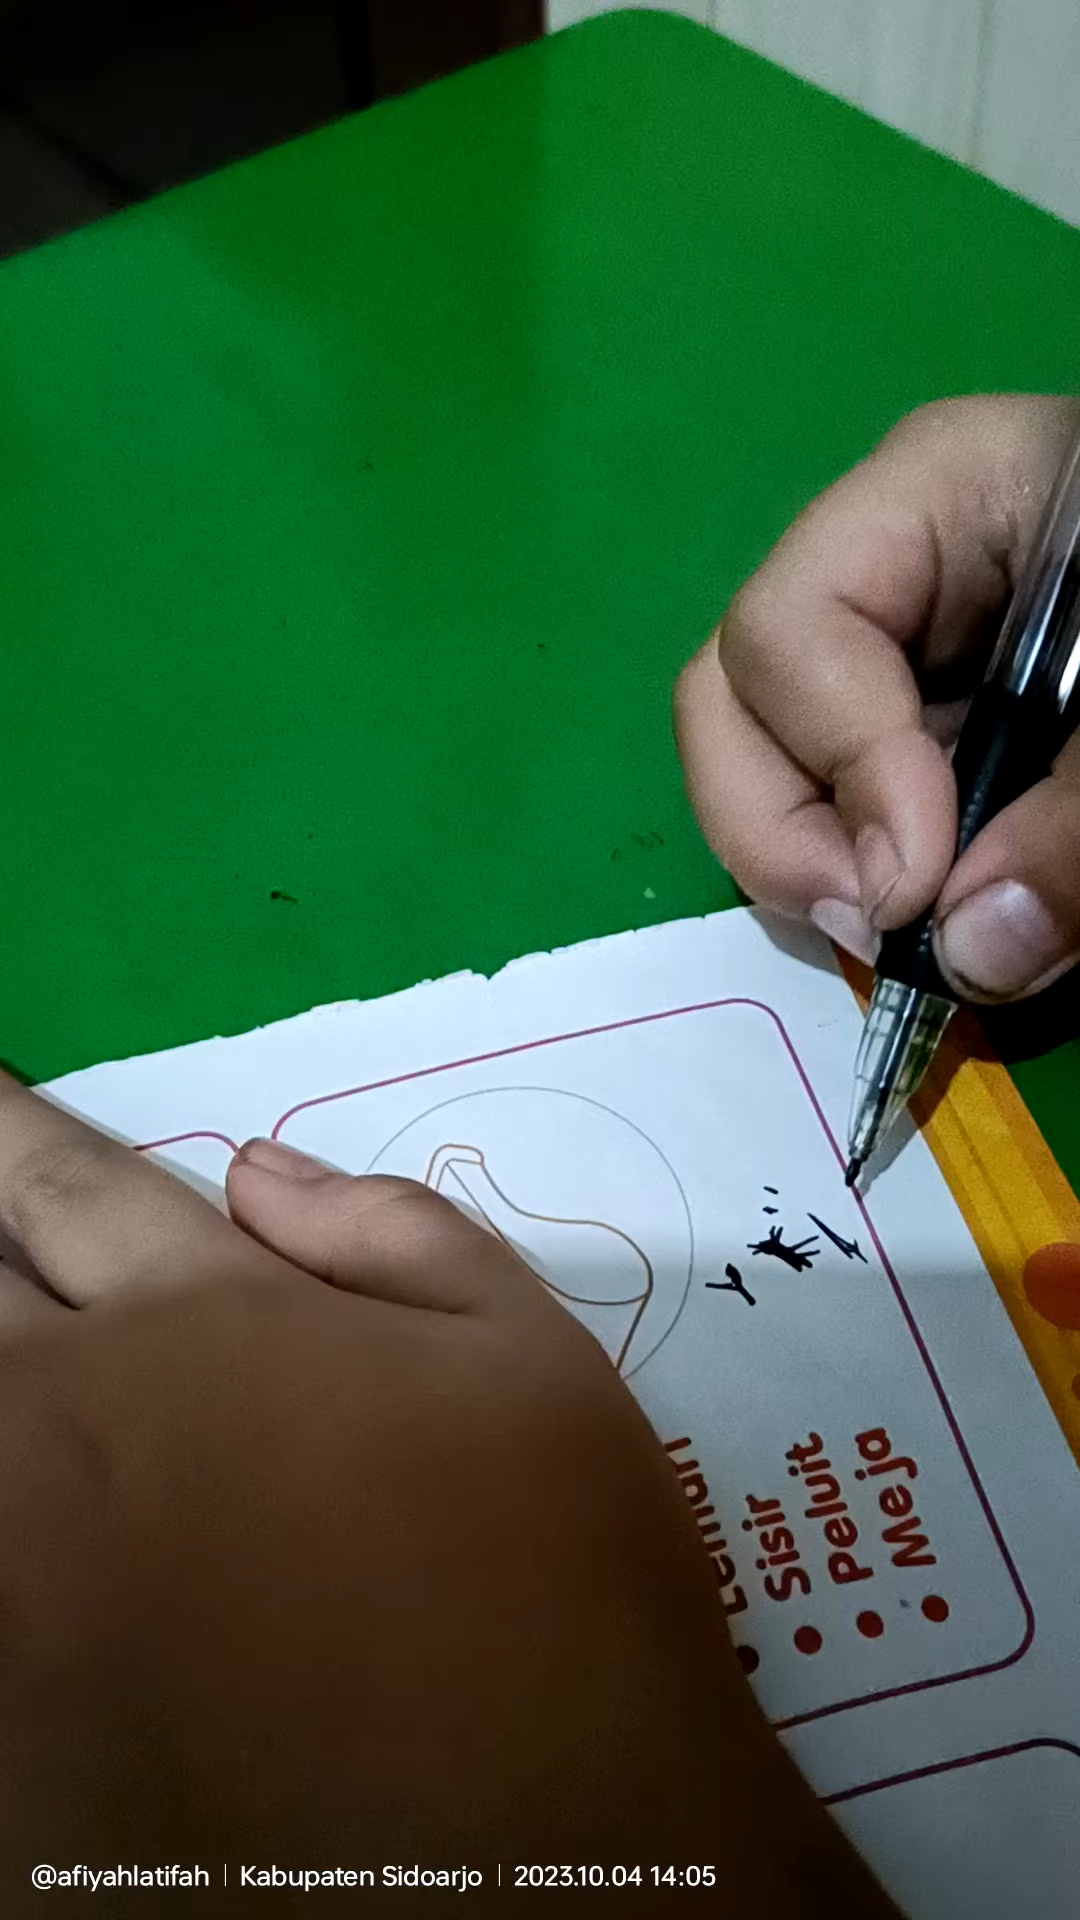 Lemari
Sisir
Peluit
Meja
@afiyahlatifah | Kabupaten Sidoarjo | 2023.10.04 14:05